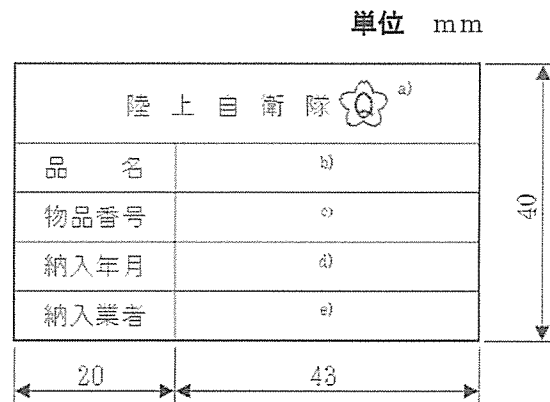 単位 mm
陸上自衛隊 Q a)
品名 b)
物品番号 c)
納入年月 d)
納入業者 e)
40
20 43